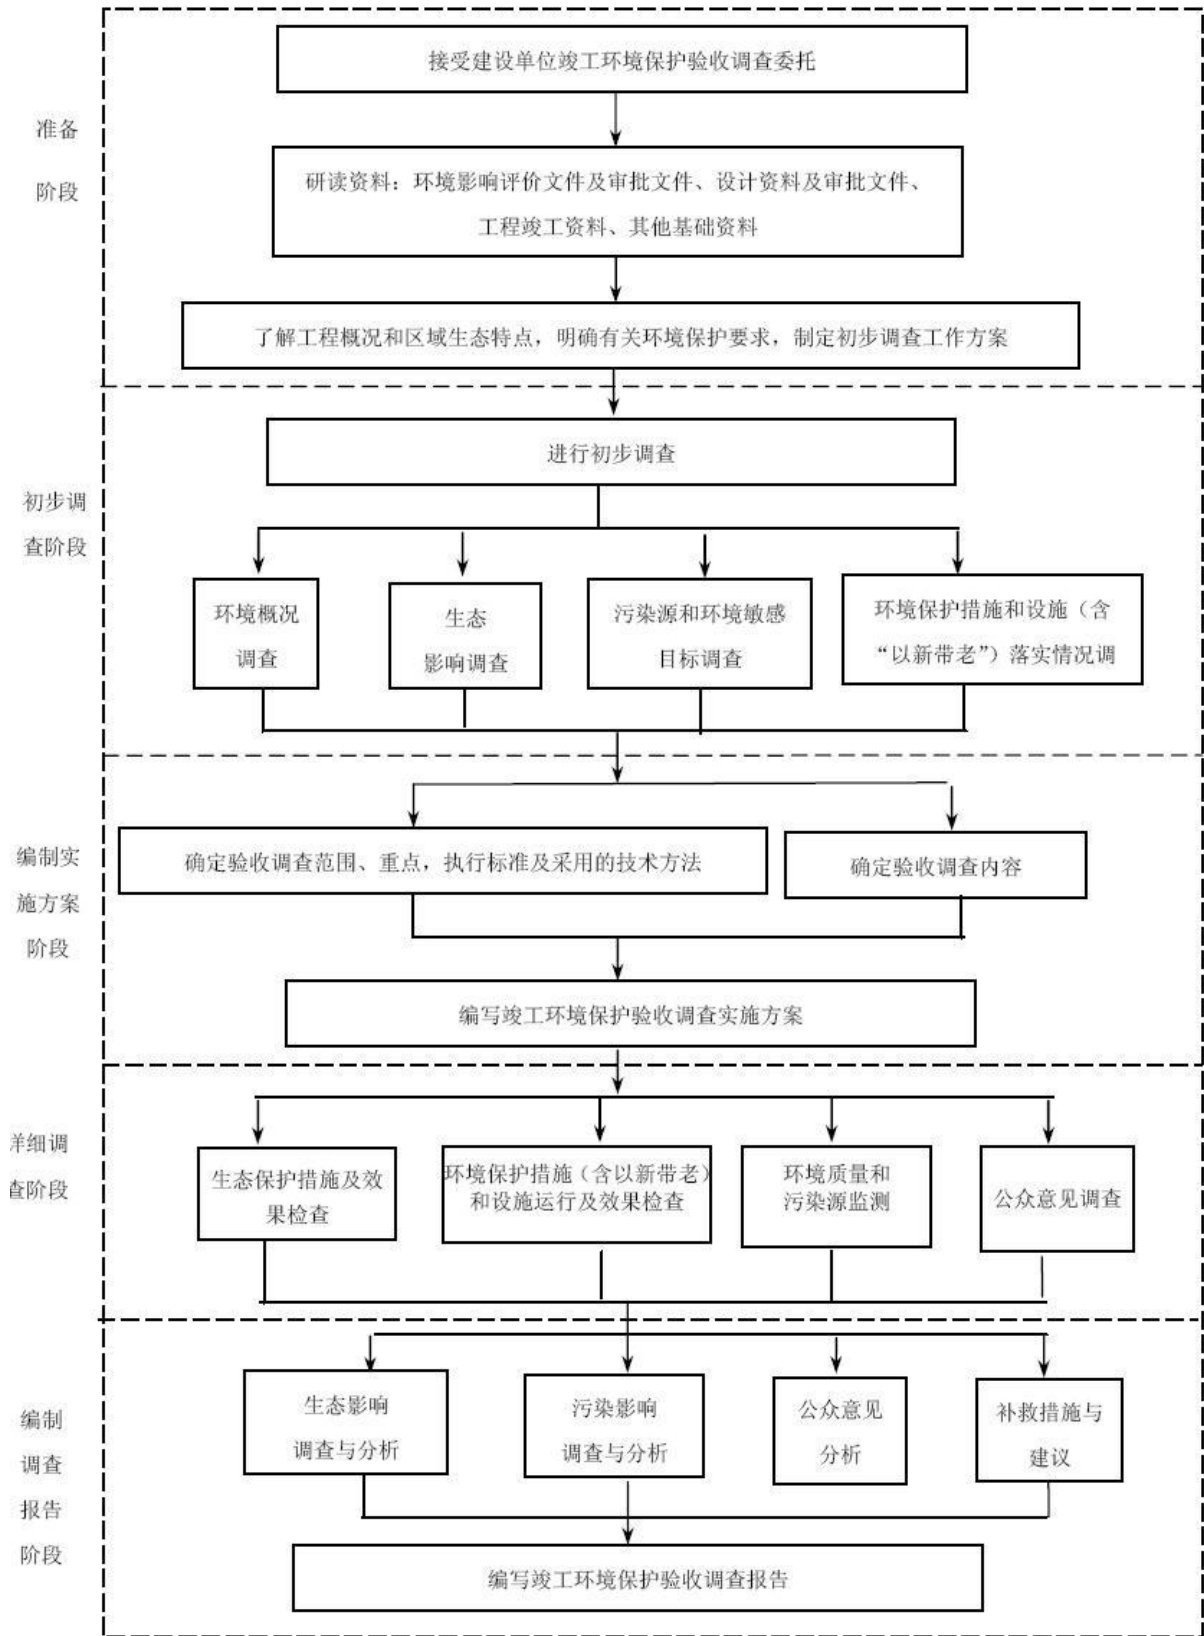 接受建设单位竣工环境保护验收调查委托
准备
阶段
研读资料：环境影响评价文件及审批文件、设计资料及审批文件、
工程竣工资料、其他基础资料
了解工程概况和区域生态特点，明确有关环境保护要求，制定初步调查工作方案
进行初步调查
初步调
查阶段
环境概况
调查
生态
影响调查
污染源和环境敏感
目标调查
环境保护措施和设施（含
“以新带老”）落实情况调
编制实
施方案
阶段
确定验收调查范围、重点，执行标准及采用的技术方法
确定验收调查内容
编写竣工环境保护验收调查实施方案
详细调
查阶段
生态保护措施及效
果检查
环境保护措施（含以新带老）
和设施运行及效果检查
环境质量和
污染源监测
公众意见调查
编制
调查
报告
阶段
生态影响
调查与分析
污染影响
调查与分析
公众意见
分析
补救措施与
建议
编写竣工环境保护验收调查报告